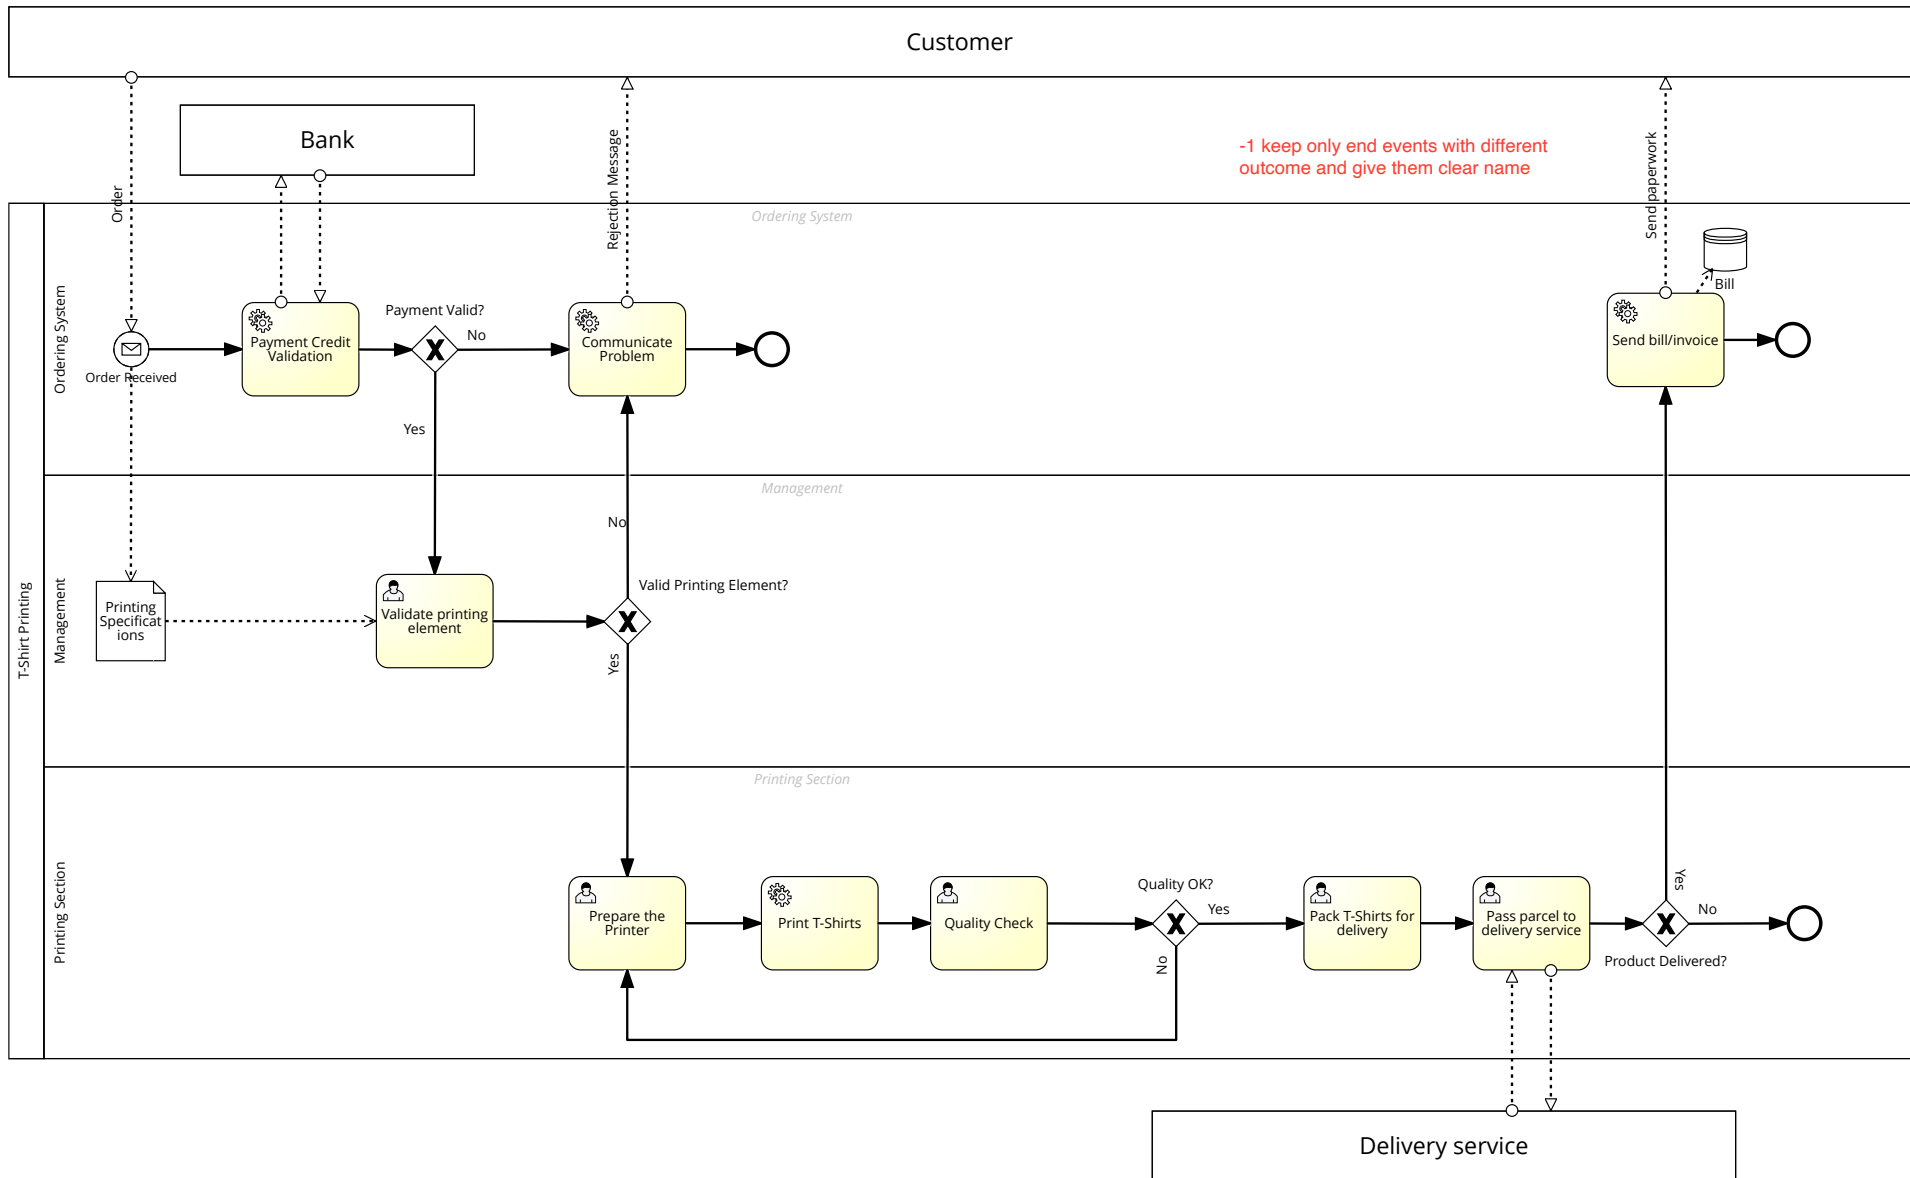 Customer
Bank
-1 keep only end events with different
outcome and give them clear name
Order
Rejection Message
Send paperwork
T-Shirt Printing
Ordering System
Ordering System
Order Received
Payment Credit
Validation
Payment Valid?
No
Yes
Communicate
Problem
Send bill/invoice
Bill
Management
Management
Printing
Specificat
ions
Validate printing
element
No
Valid Printing Element?
Yes
Printing Section
Printing Section
Prepare the
Printer
Print T-Shirts
Quality Check
Quality OK?
Yes
No
Pack T-Shirts for
delivery
Pass parcel to
delivery service
Yes
No
Product Delivered?
Delivery service